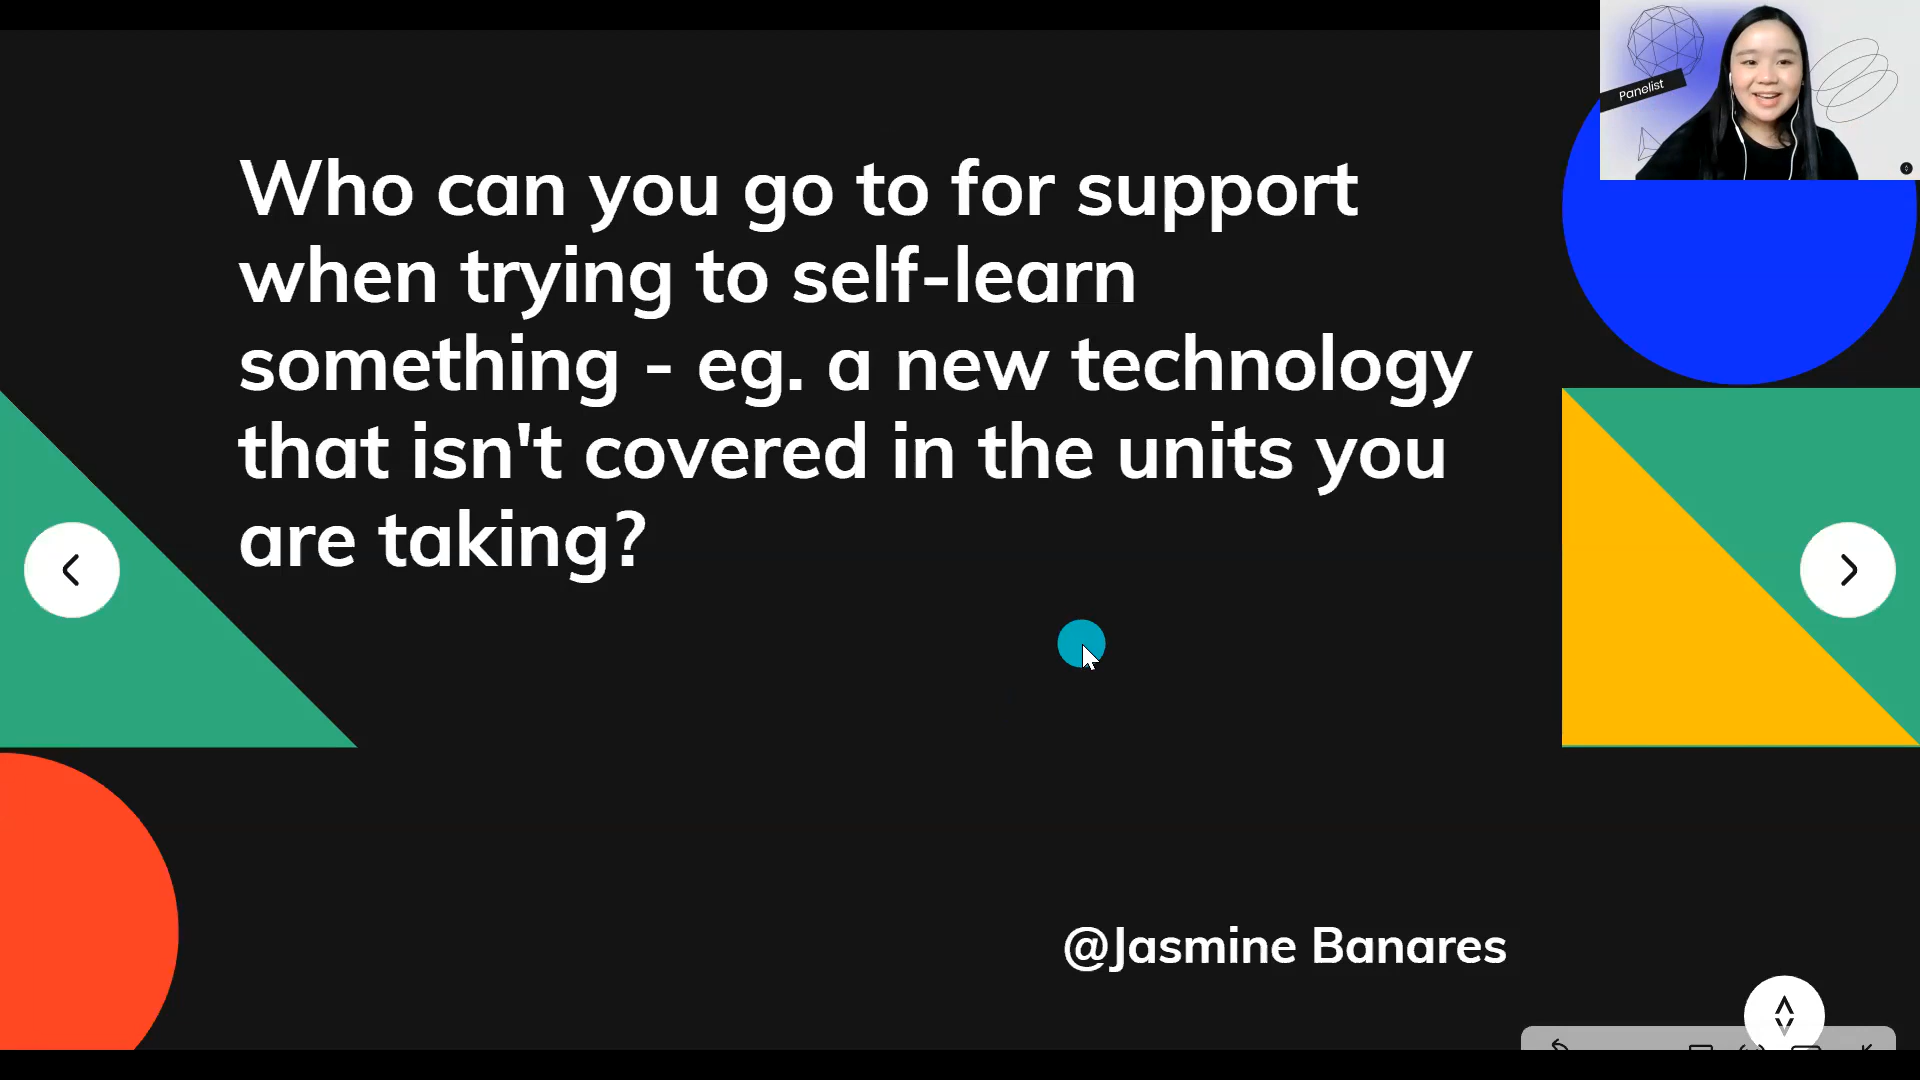 Panelist
Who can you go to for support
when trying to self-learn
something - eg. a new technology
that isn't covered in the units you
are taking?
@Jasmine Banares